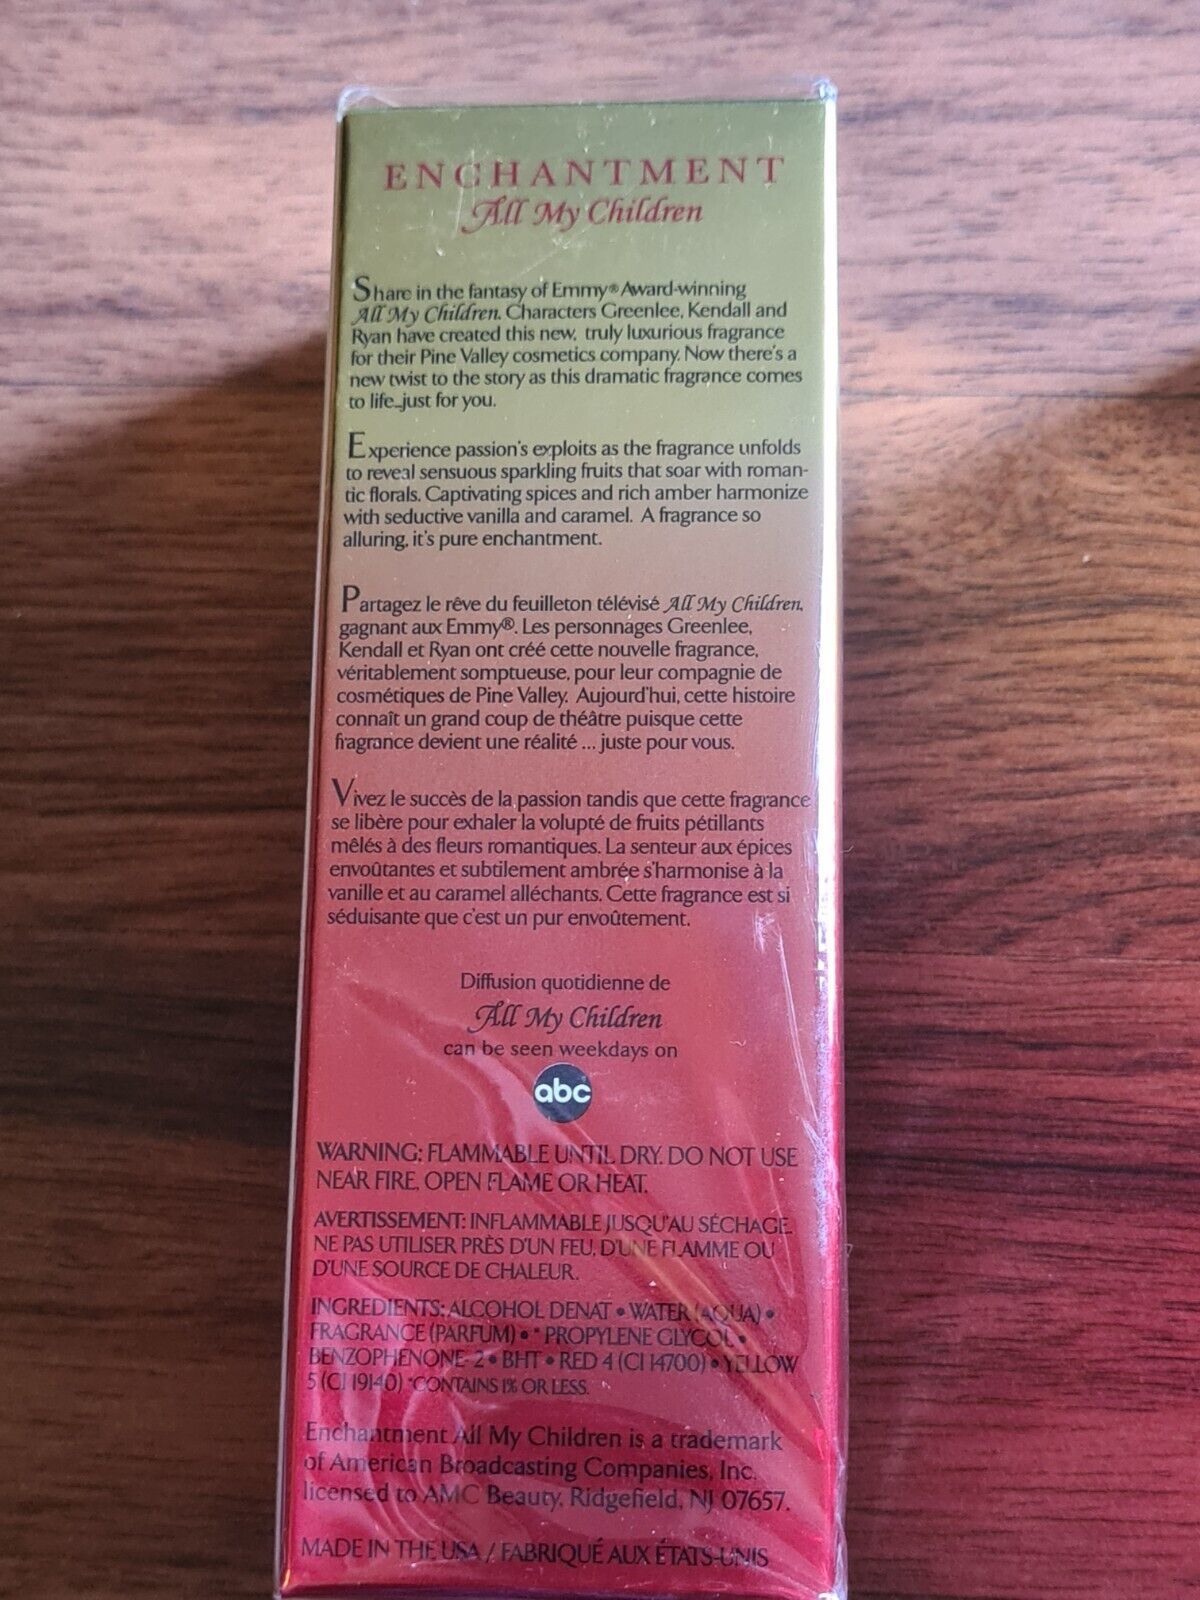 ENCHANTMENT
All My Children
Share in the fantasy of Emmy® Award-winning
All My Children. Characters Greenlee, Kendall and
Ryan have created this new, truly luxurious fragrance
for their Pine Valley cosmetics company. Now there's a
new twist to the story as this dramatic fragrance comes
to life...just for you.
Experience passion's exploits as the fragrance unfolds
to reveal sensuous sparkling fruits that soar with roman-
tic florals. Captivating spices and rich amber harmonize
with seductive vanilla and caramel. A fragrance so
alluring, it's pure enchantment.
Partagez le rêve du feuilleton télévisé All My Children,
gagnant aux Emmy®. Les personnages Greenlee,
Kendall et Ryan ont créé cette nouvelle fragrance,
véritablement somptueuse, pour leur compagnie de
cosmétiques de Pine Valley. Aujourd'hui, cette histoire
connaît un grand coup de théâtre puisque cette
fragrance devient une réalité ... juste pour vous.
Vivez le succès de la passion tandis que cette fragrance
se libère pour exhaler la volupté de fruits pétillants
mêlés à des fleurs romantiques. La senteur aux épices
envoûtantes et subtilement ambrée s'harmonise à la
vanille et au caramel alléchants. Cette fragrance est si
séduisante que c'est un pur envoûtement.
Diffusion quotidienne de
All My Children
can be seen weekdays on
abc
WARNING: FLAMMABLE UNTIL DRY. DO NOT USE
NEAR FIRE, OPEN FLAME OR HEAT.
AVERTISSEMENT: INFLAMMABLE JUSQU'AU SÉCHAGE.
NE PAS UTILISER PRÈS D'UN FEU, D'UNE FLAMME OU
D'UNE SOURCE DE CHALEUR.
INGREDIENTS: ALCOHOL DENAT • WATER (AQUA) •
FRAGRANCE (PARFUM) • * PROPYLENE GLYCOL •
BENZOPHENONE-2 • BHT • RED 4 (CI 14700) • YELLOW
5 (CI 19140) *CONTAINS 1% OR LESS.
Enchantment All My Children is a trademark
of American Broadcasting Companies, Inc.
licensed to AMC Beauty, Ridgefield, NJ 07657.
MADE IN THE USA / FABRIQUÉ AUX ÉTATS-UNIS